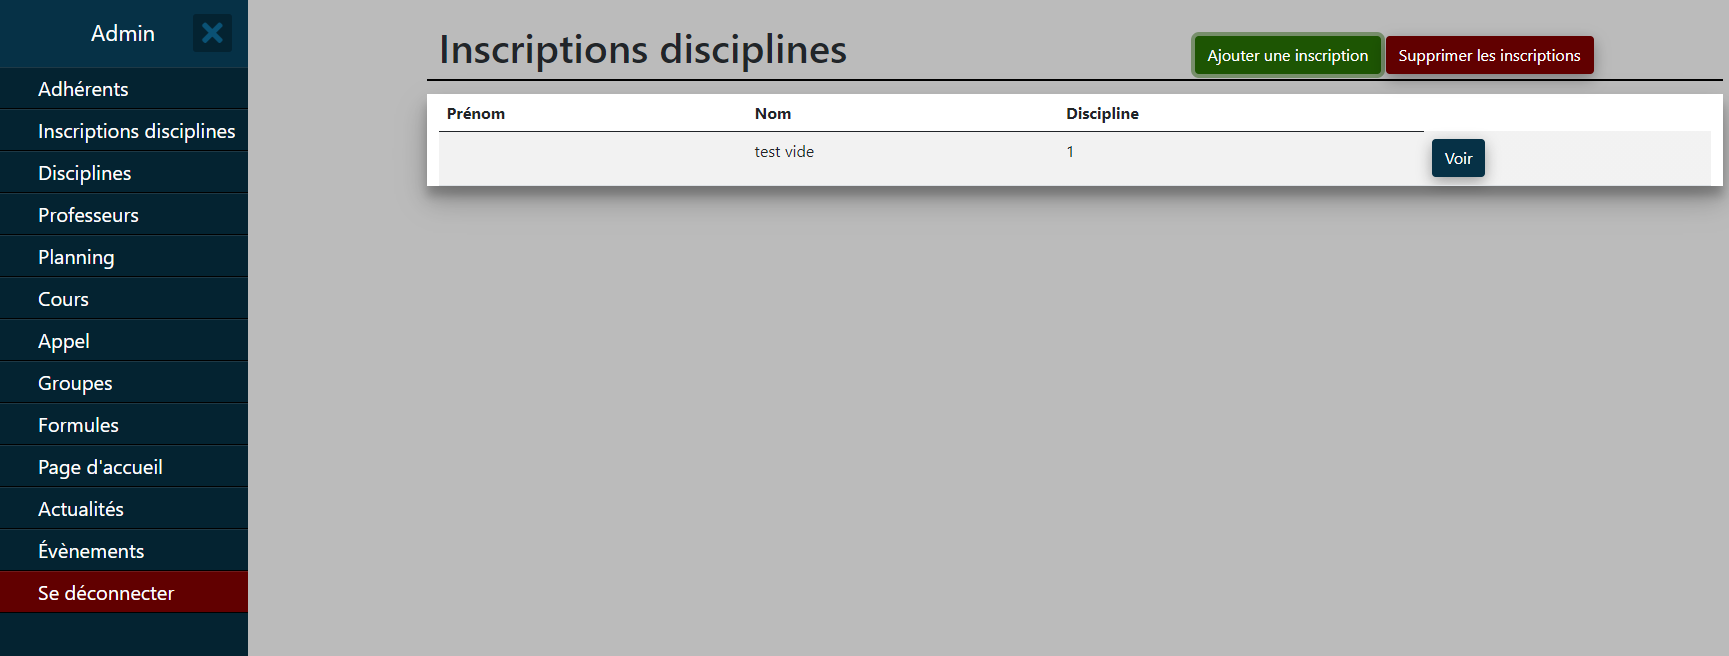 Admin
Adhérents
Inscriptions disciplines
Disciplines
Professeurs
Planning
Cours
Appel
Groupes
Formules
Page d'accueil
Actualités
Évènements
Se déconnecter
Inscriptions disciplines
Ajouter une inscription
Supprimer les inscriptions
Prénom Nom Discipline
test vide 1 Voir